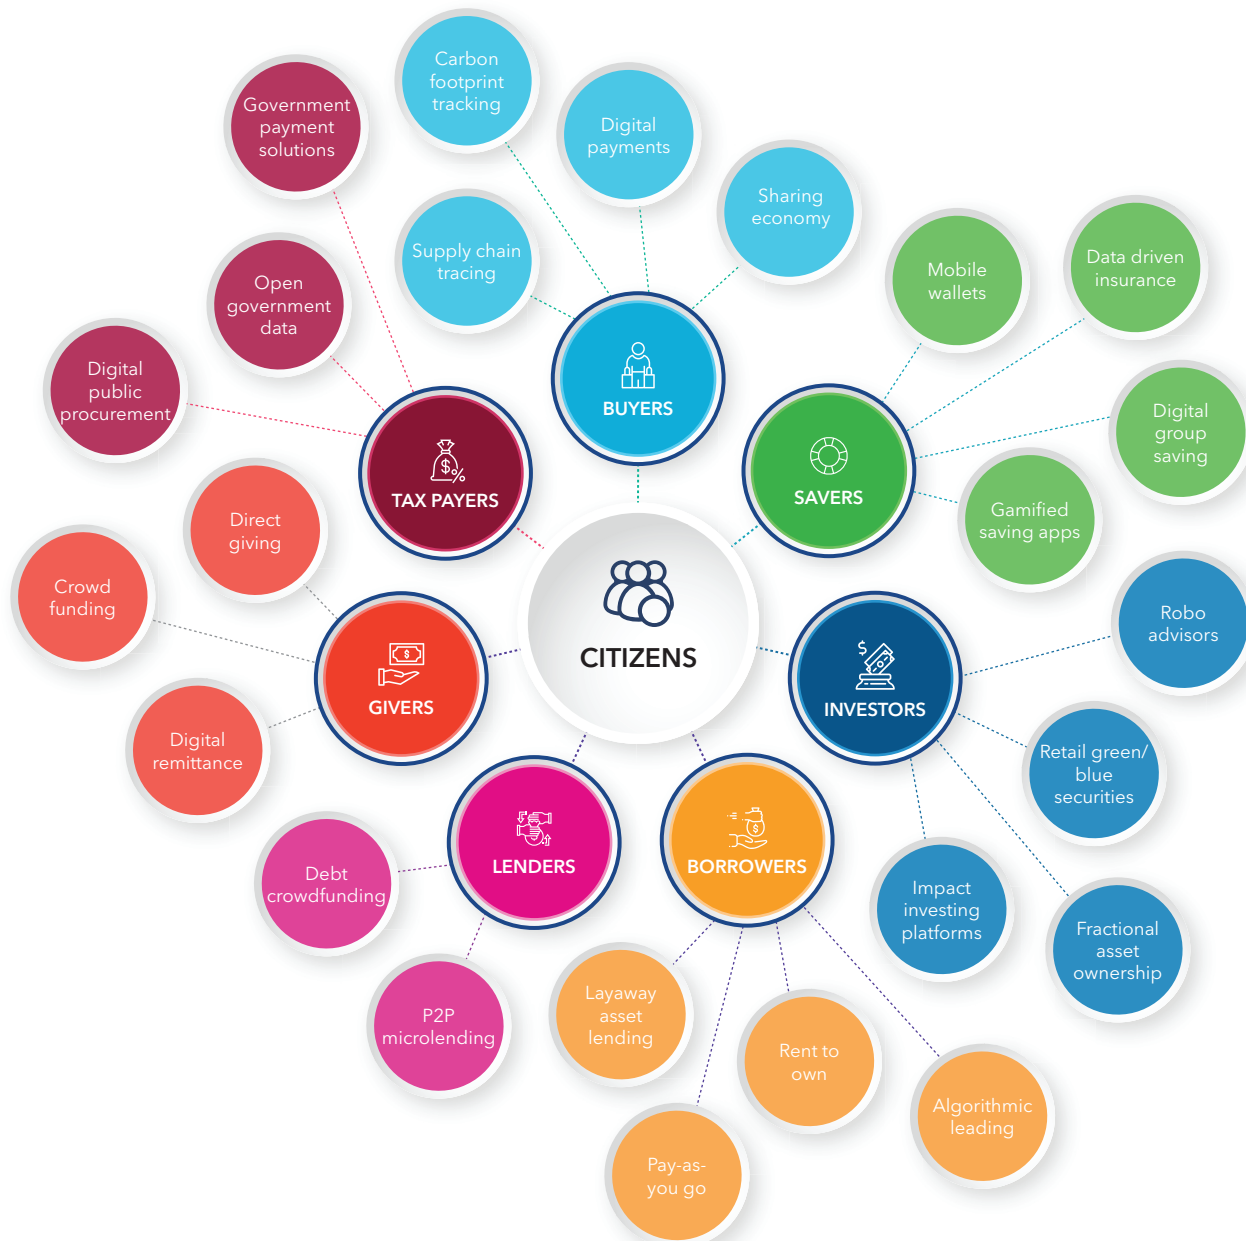 Carbon
footprint
tracking
Government
payment
solutions
Digital
payments
Sharing
economy
Supply chain
tracing
Mobile
wallets
Data driven
insurance
Open
government
data
Digital
public
procurement
BUYERS
Digital
group
saving
TAX PAYERS
SAVERS
Gamified
saving apps
Direct
giving
Crowd
funding
CITIZENS
Robo
advisors
GIVERS
INVESTORS
Digital
remittance
Retail green/
blue
securities
LENDERS
BORROWERS
Debt
crowdfunding
Impact
investing
platforms
Fractional
asset
ownership
P2P
microlending
Layaway
asset
lending
Rent to
own
Algorithmic
leading
Pay-as-
you go
$
%
$
$
$